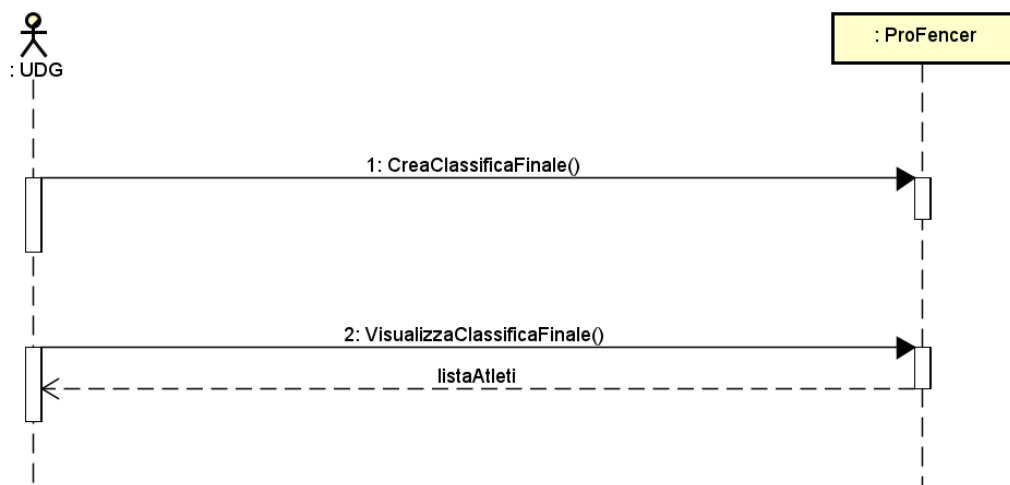 : UDG
: ProFencer
1: CreaClassificaFinale()
2: VisualizzaClassificaFinale()
listaAtleti